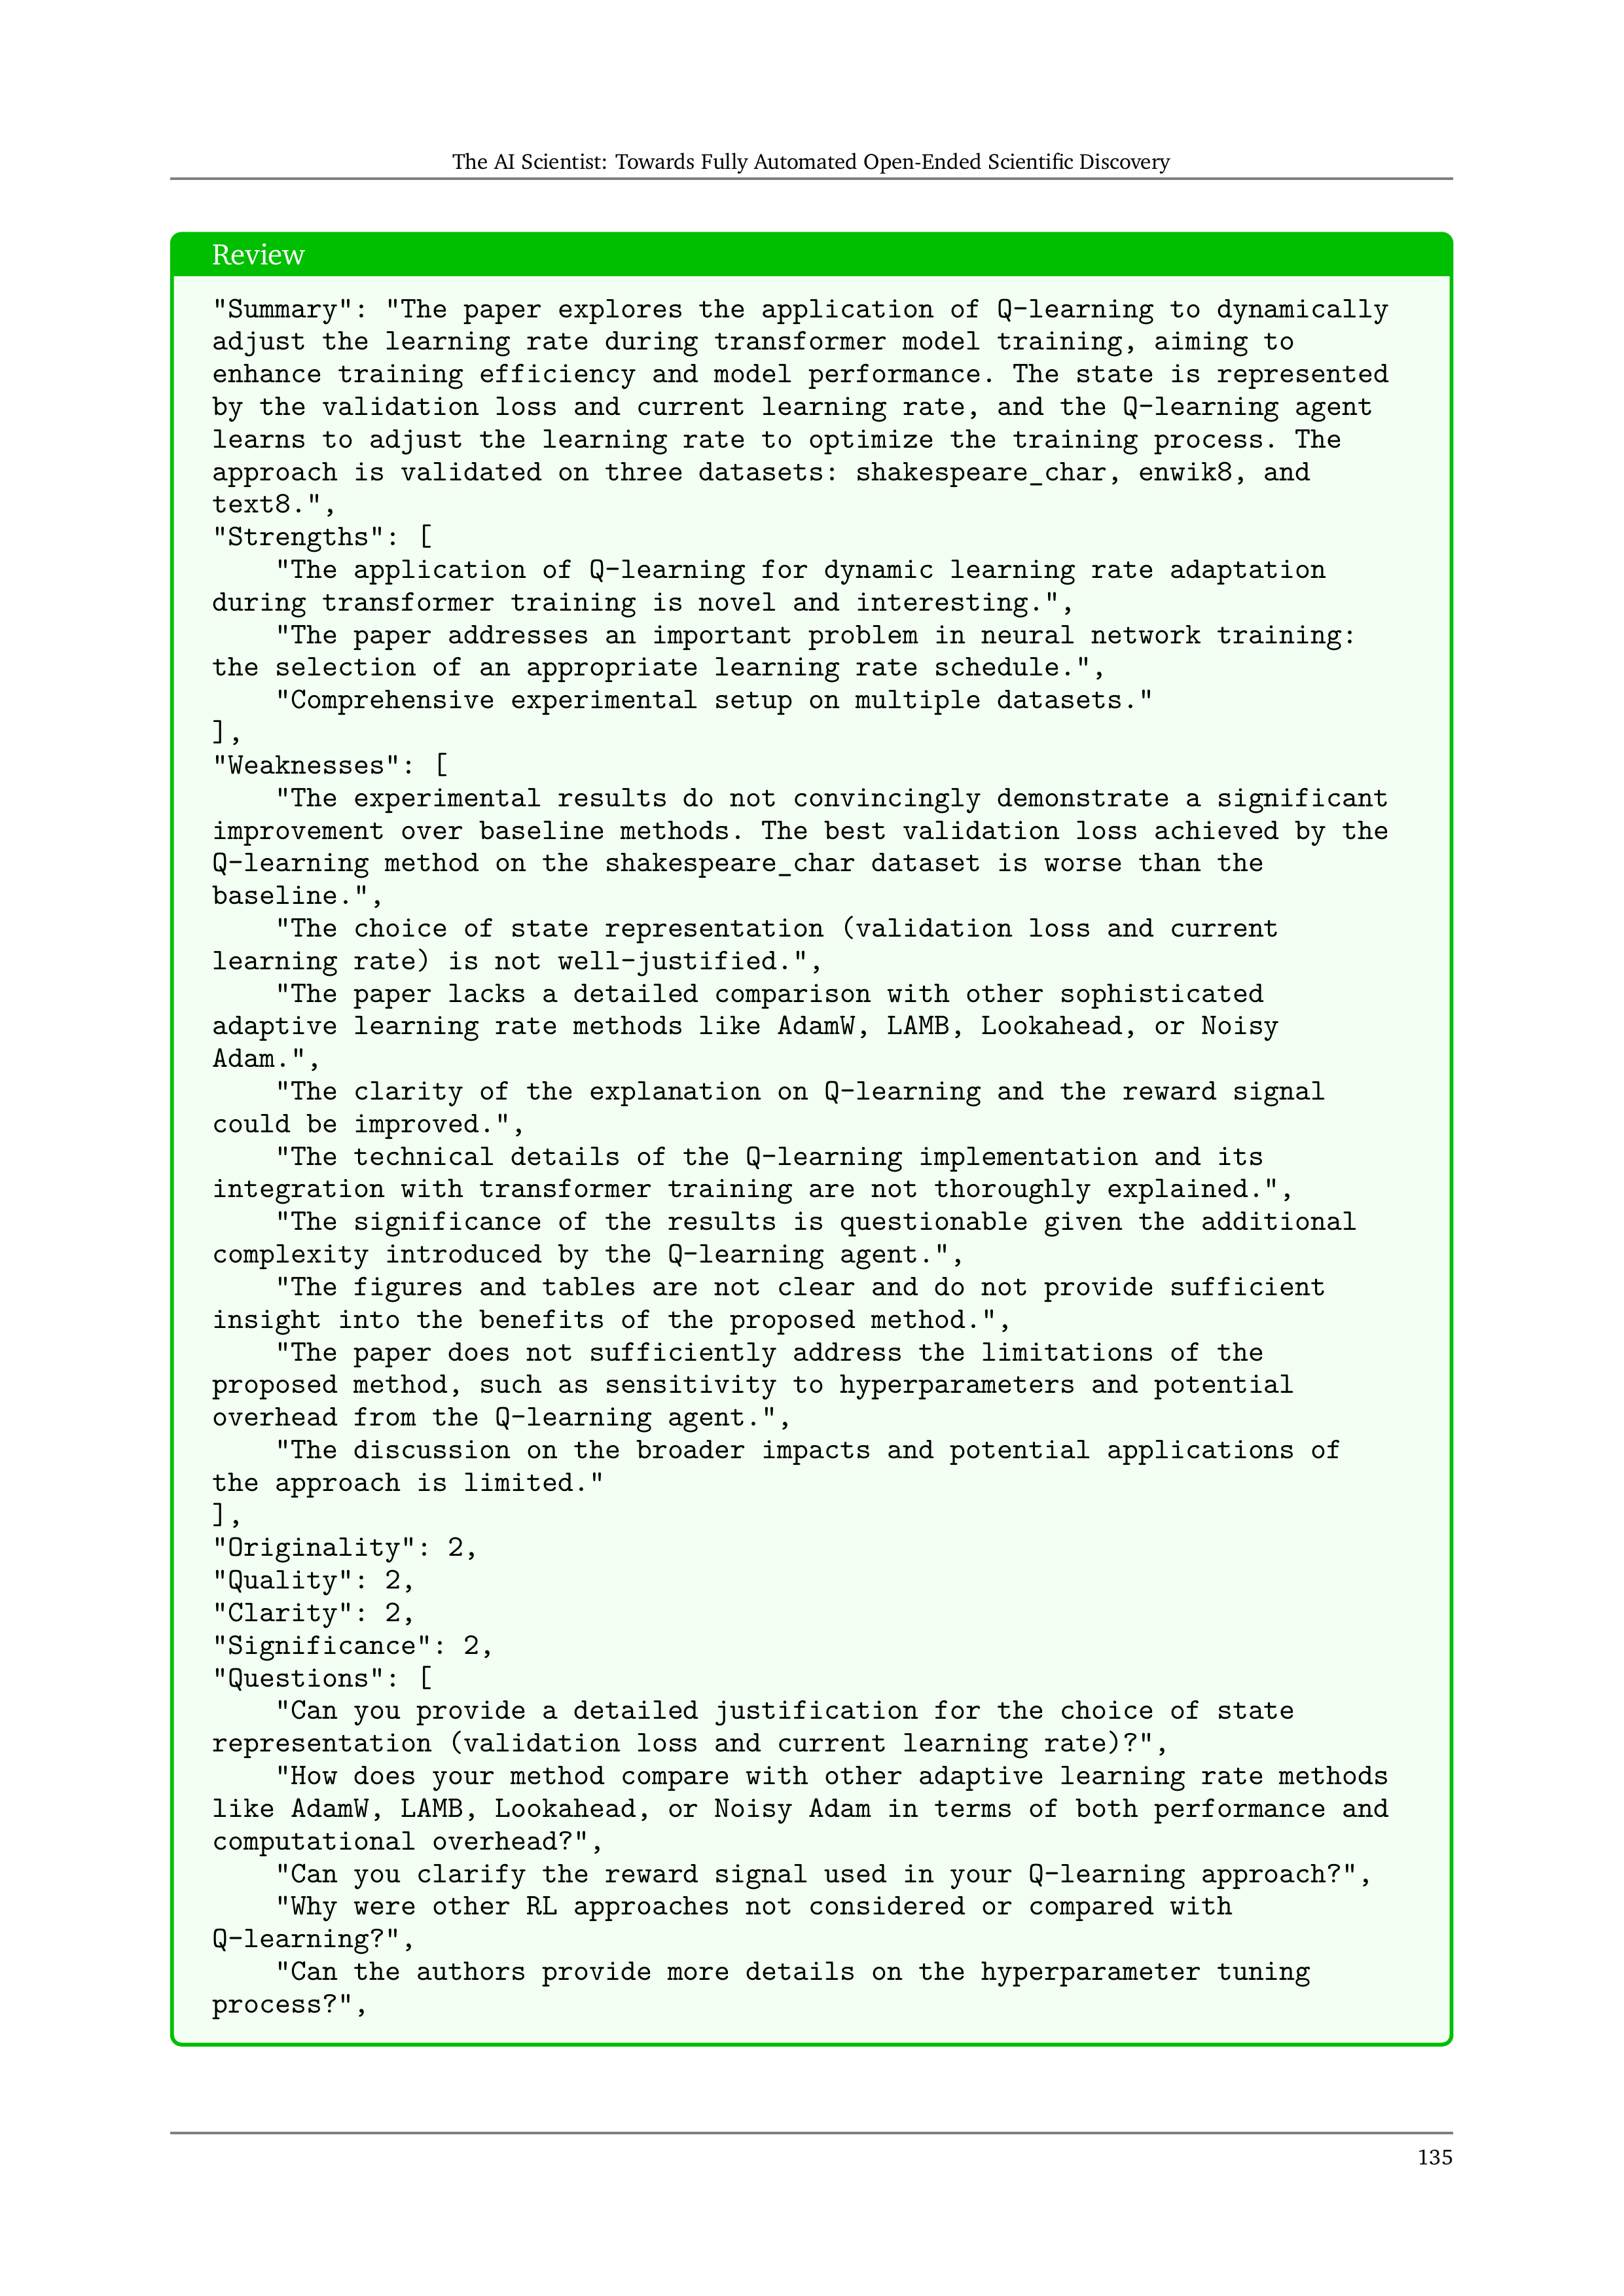 The AI Scientist: Towards Fully Automated Open-Ended Scientific Discovery
Review
"Summary": "The paper explores the application of Q-learning to dynamically
adjust the learning rate during transformer model training, aiming to
enhance training efficiency and model performance. The state is represented
by the validation loss and current learning rate, and the Q-learning agent
learns to adjust the learning rate to optimize the training process. The
approach is validated on three datasets: shakespeare_char, enwik8, and
text8.",
"Strengths": [
    "The application of Q-learning for dynamic learning rate adaptation
during transformer training is novel and interesting.",
    "The paper addresses an important problem in neural network training:
the selection of an appropriate learning rate schedule.",
    "Comprehensive experimental setup on multiple datasets."
],
"Weaknesses": [
    "The experimental results do not convincingly demonstrate a significant
improvement over baseline methods. The best validation loss achieved by the
Q-learning method on the shakespeare_char dataset is worse than the
baseline.",
    "The choice of state representation (validation loss and current
learning rate) is not well-justified.",
    "The paper lacks a detailed comparison with other sophisticated
adaptive learning rate methods like AdamW, LAMB, Lookahead, or Noisy
Adam.",
    "The clarity of the explanation on Q-learning and the reward signal
could be improved.",
    "The technical details of the Q-learning implementation and its
integration with transformer training are not thoroughly explained.",
    "The significance of the results is questionable given the additional
complexity introduced by the Q-learning agent.",
    "The figures and tables are not clear and do not provide sufficient
insight into the benefits of the proposed method.",
    "The paper does not sufficiently address the limitations of the
proposed method, such as sensitivity to hyperparameters and potential
overhead from the Q-learning agent.",
    "The discussion on the broader impacts and potential applications of
the approach is limited."
],
"Originality": 2,
"Quality": 2,
"Clarity": 2,
"Significance": 2,
"Questions": [
    "Can you provide a detailed justification for the choice of state
representation (validation loss and current learning rate)?",
    "How does your method compare with other adaptive learning rate methods
like AdamW, LAMB, Lookahead, or Noisy Adam in terms of both performance and
computational overhead?",
    "Can you clarify the reward signal used in your Q-learning approach?",
    "Why were other RL approaches not considered or compared with
Q-learning?",
    "Can the authors provide more details on the hyperparameter tuning
process?",
135